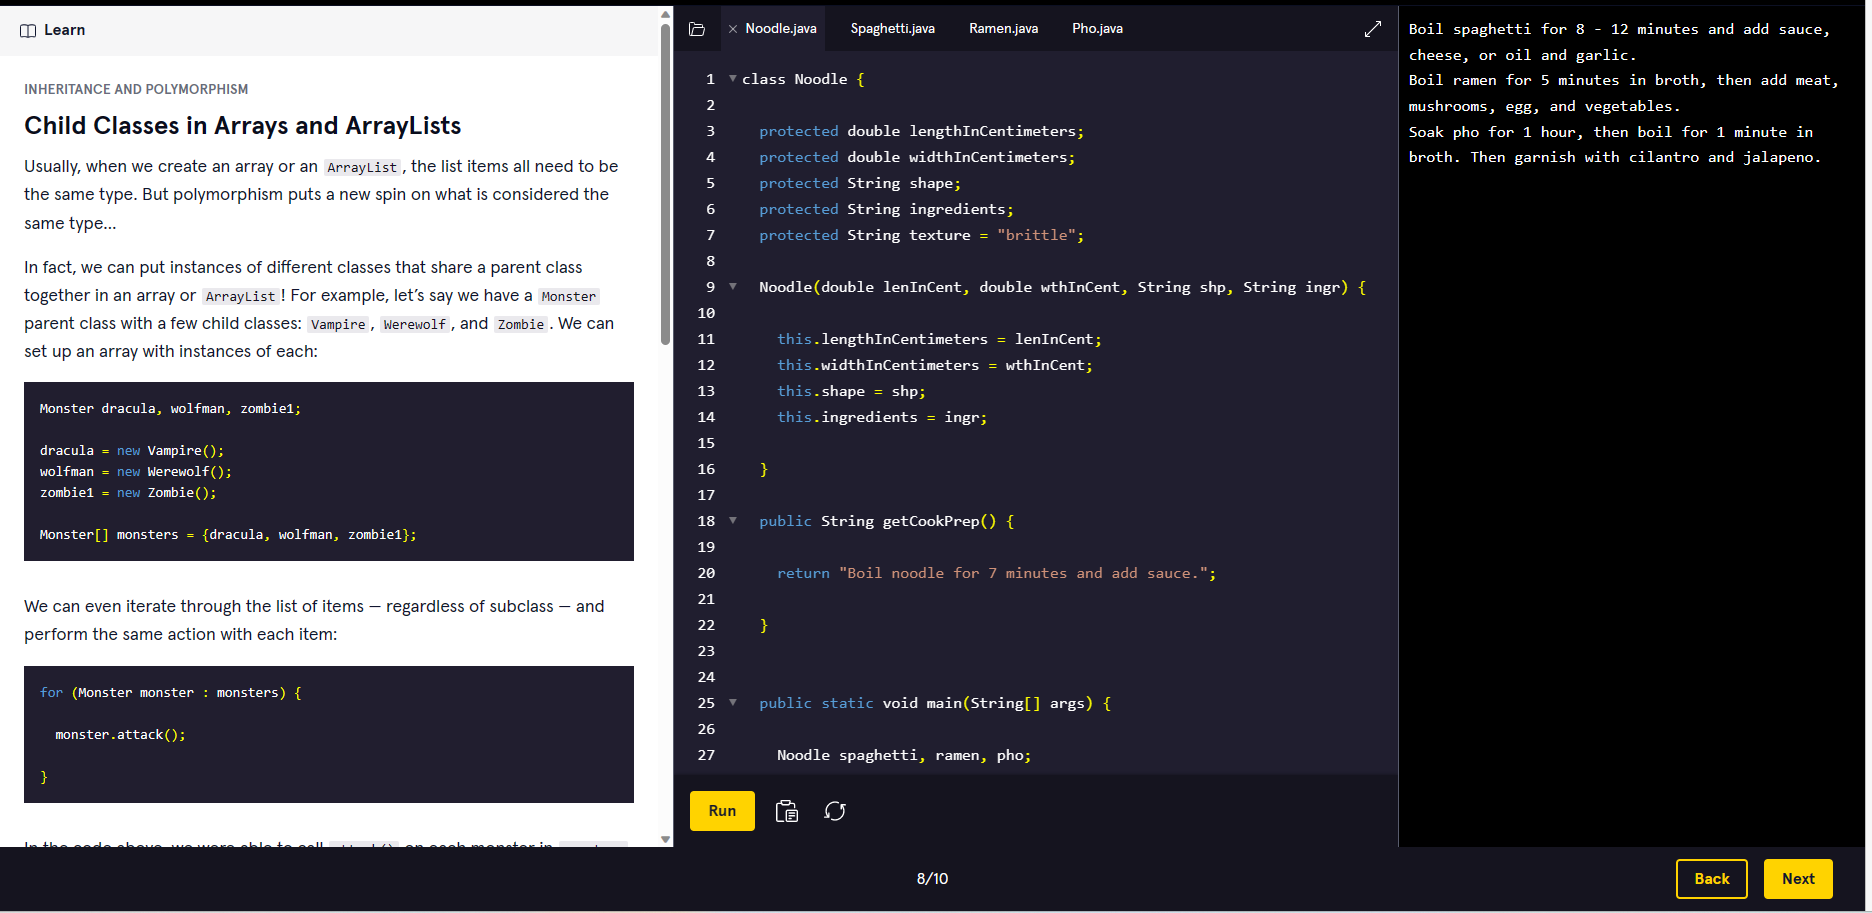 Learn
INHERITANCE AND POLYMORPHISM
Child Classes in Arrays and ArrayLists
Usually, when we create an array or an ArrayList, the list items all need to be
the same type. But polymorphism puts a new spin on what is considered the
same type…
In fact, we can put instances of different classes that share a parent class
together in an array or ArrayList! For example, let’s say we have a Monster
parent class with a few child classes: Vampire, Werewolf, and Zombie. We can
set up an array with instances of each:
Monster dracula, wolfman, zombie1;
dracula = new Vampire();
wolfman = new Werewolf();
zombie1 = new Zombie();
Monster[] monsters = {dracula, wolfman, zombie1};
We can even iterate through the list of items — regardless of subclass — and
perform the same action with each item:
for (Monster monster : monsters) {
monster.attack();
}
In the code above, we were able to call attack() on each monster in
Noodle.java Spaghetti.java Ramen.java Pho.java
1 class Noodle {
2
3 protected double lengthInCentimeters;
4 protected double widthInCentimeters;
5 protected String shape;
6 protected String ingredients;
7 protected String texture = "brittle";
8
9 Noodle(double lenInCent, double wthInCent, String shp, String ingr) {
10
11 this.lengthInCentimeters = lenInCent;
12 this.widthInCentimeters = wthInCent;
13 this.shape = shp;
14 this.ingredients = ingr;
15
16 }
17
18 public String getCookPrep() {
19
20 return "Boil noodle for 7 minutes and add sauce.";
21
22 }
23
24
25 public static void main(String[] args) {
26
27 Noodle spaghetti, ramen, pho;
Run
Boil spaghetti for 8 - 12 minutes and add sauce,
cheese, or oil and garlic.
Boil ramen for 5 minutes in broth, then add meat,
mushrooms, egg, and vegetables.
Soak pho for 1 hour, then boil for 1 minute in
broth. Then garnish with cilantro and jalapeno.
8/10
Back
Next